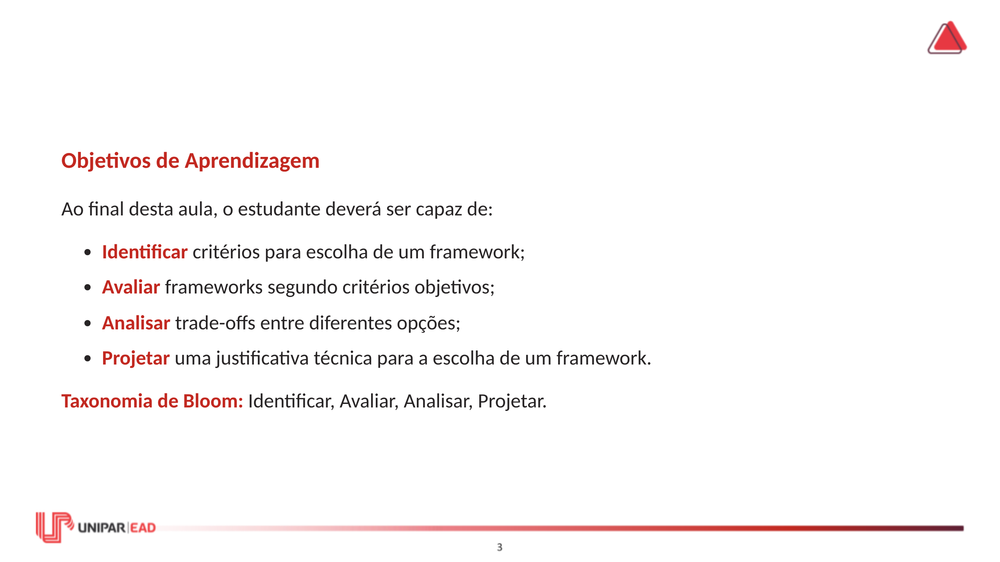 Objetivos de Aprendizagem
Ao final desta aula, o estudante deverá ser capaz de:
• Identificar critérios para escolha de um framework;
• Avaliar frameworks segundo critérios objetivos;
• Analisar trade-offs entre diferentes opções;
• Projetar uma justificativa técnica para a escolha de um framework.
Taxonomia de Bloom: Identificar, Avaliar, Analisar, Projetar.
UNIPAR|EAD
3